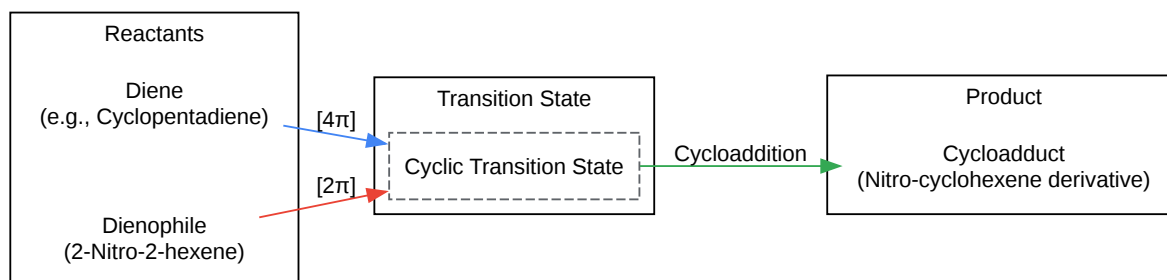 Reactants
Diene
(e.g., Cyclopentadiene)
Dienophile
(2-Nitro-2-hexene)
[4π]
[2π]
Transition State
Cyclic Transition State
Cycloaddition
Product
Cycloadduct
(Nitro-cyclohexene derivative)